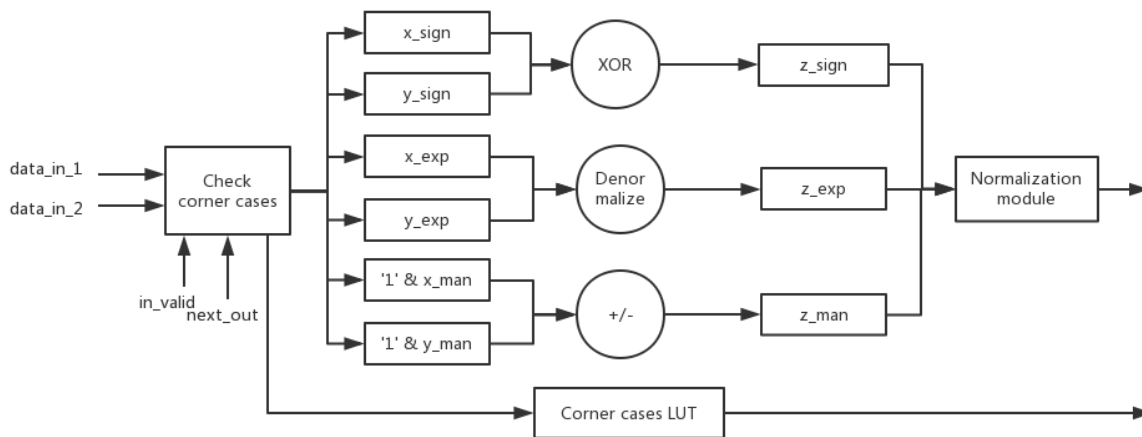 data_in_1
data_in_2
Check
corner cases
in_valid
next_out
x_sign
y_sign
x_exp
y_exp
'1' & x_man
'1' & y_man
XOR
Denor
malize
+/-
z_sign
z_exp
z_man
Normalization
module
Corner cases LUT